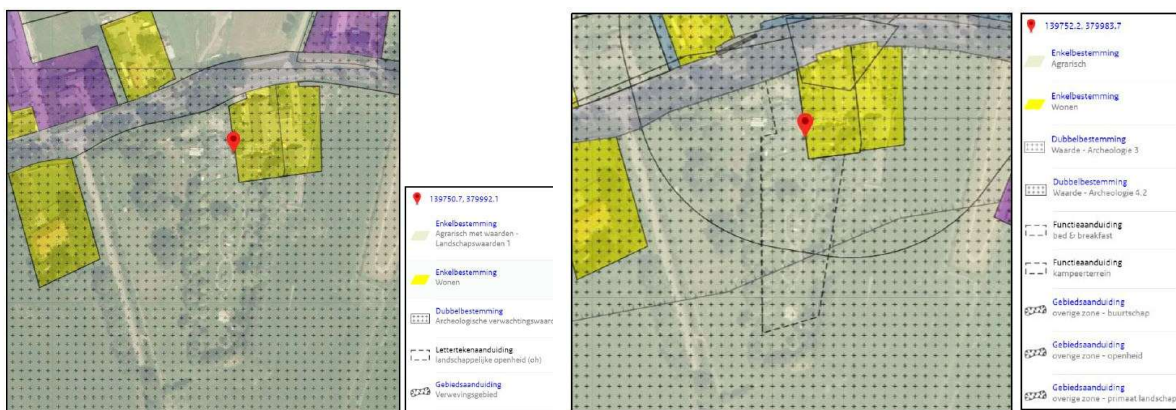 139750.7, 379992.1
Enkelbestemming
Agrarisch met waarden -
Landschapswaarden 1
Enkelbestemming
Wonen
Dubbelbestemming
Archeologische verwachtingswaard
Lettertekenaanduiding
landschappelijke openheid (oh)
Gebiedsaanduiding
Verwevingsgebied
139752.2, 379983.7
Enkelbestemming
Agrarisch
Enkelbestemming
Wonen
Dubbelbestemming
Waarde - Archeologie 3
Dubbelbestemming
Waarde - Archeologie 4.2
Functieaanduiding
bed & breakfast
Functieaanduiding
kampeerterrein
Gebiedsaanduiding
overige zone - buurtschap
Gebiedsaanduiding
overige zone - openheid
Gebiedsaanduiding
overige zone - primaat landschap